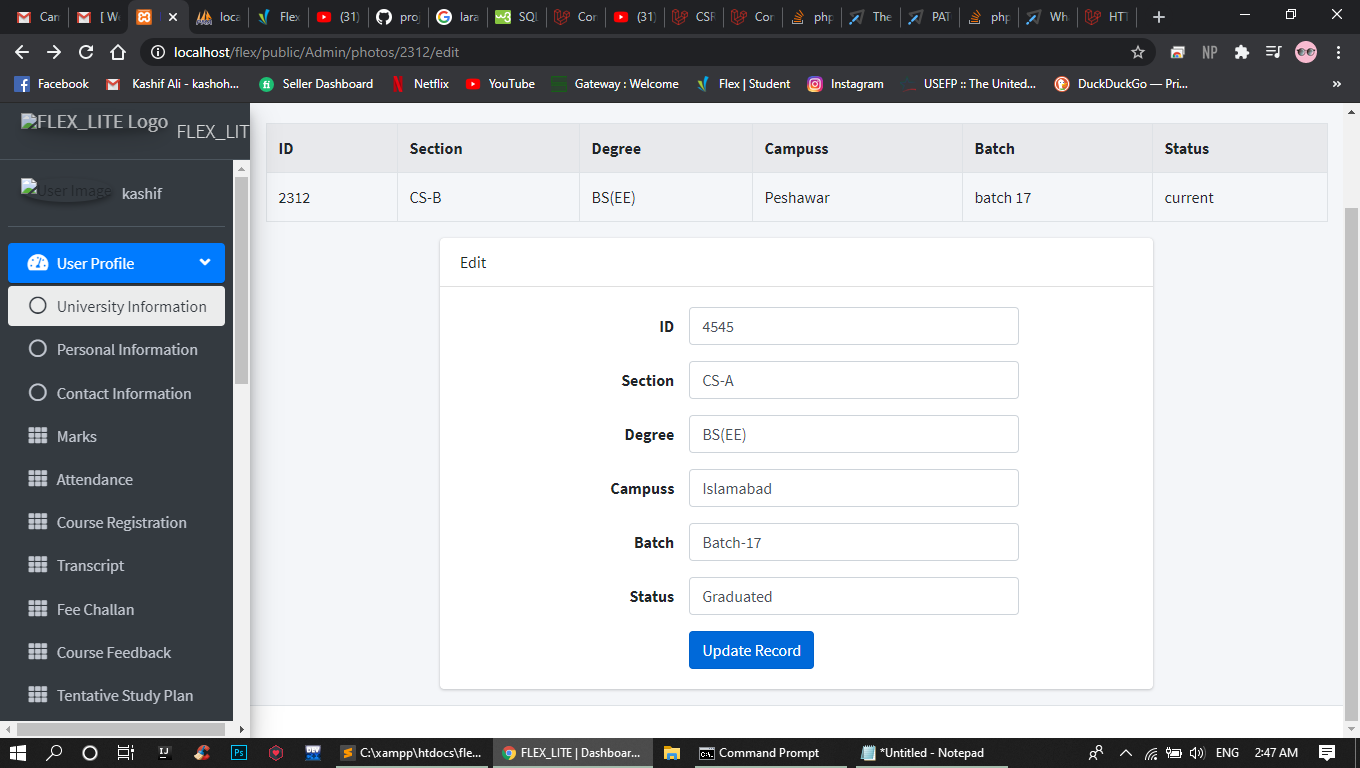 Can
[ W
loca
Flex
(31)
pro
lara
SQL
Cor
(31)
CSF
Cor
php
The
PAT
php
Wh
HTT
localhost/flex/public/Admin/photos/2312/edit
NP
Facebook
Kashif Ali - kashoh...
Seller Dashboard
Netflix
YouTube
Gateway : Welcome
Flex | Student
Instagram
USEFP :: The United...
DuckDuckGo — Pri...
»
FLEX_LITE Logo
FLEX_LIT
User Image
kashif
User Profile
University Information
Personal Information
Contact Information
Marks
Attendance
Course Registration
Transcript
Fee Challan
Course Feedback
Tentative Study Plan
ID Section Degree Campuss Batch Status
2312 CS-B BS(EE) Peshawar batch 17 current
Edit
ID 4545
Section CS-A
Degree BS(EE)
Campuss Islamabad
Batch Batch-17
Status Graduated
Update Record
IJ
Ps
C:\xampp\htdocs\fle...
FLEX_LITE | Dashboar...
Command Prompt
*Untitled - Notepad
ENG
2:47 AM